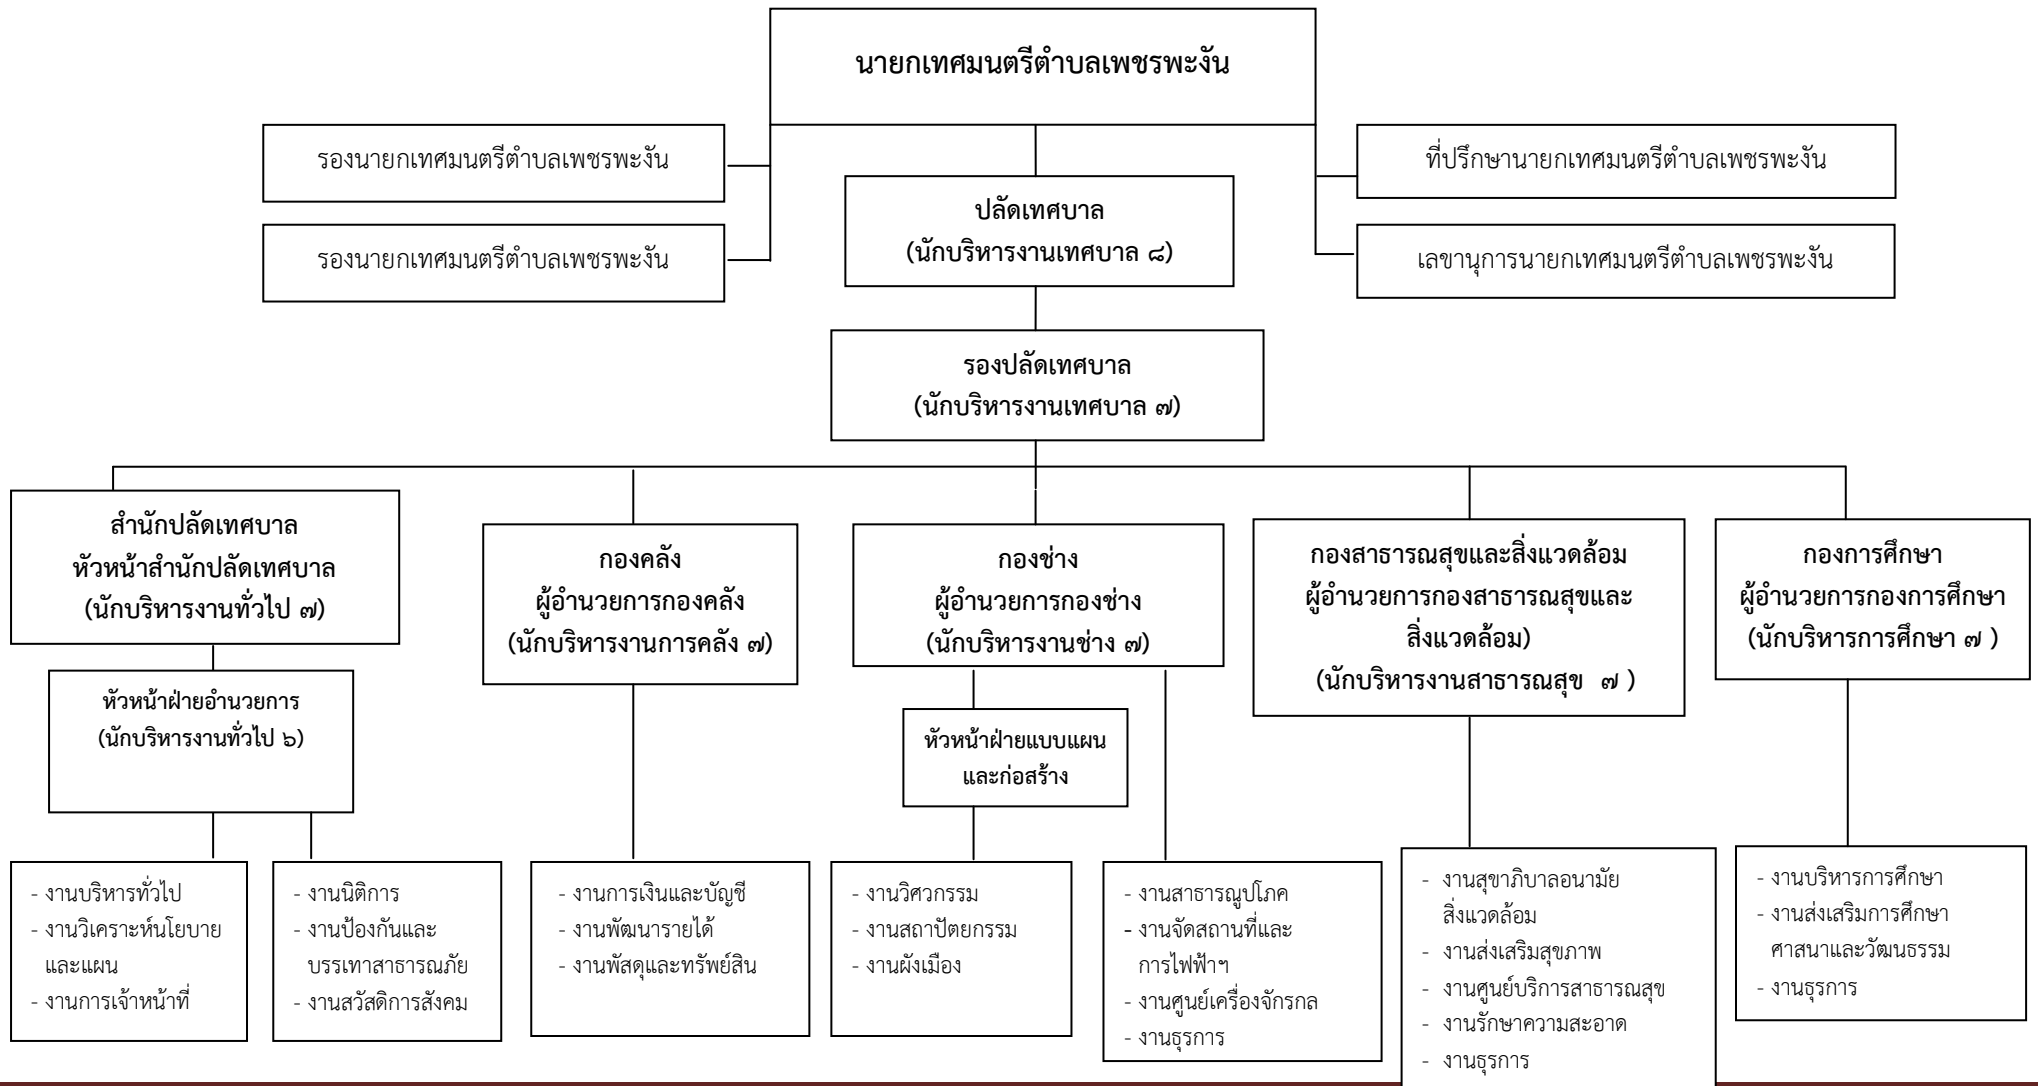 นายกเทศมนตรีตำบลเพชรพะงัน
รองนายกเทศมนตรีตำบลเพชรพะงัน
รองนายกเทศมนตรีตำบลเพชรพะงัน
ที่ปรึกษานายกเทศมนตรีตำบลเพชรพะงัน
เลขานุการนายกเทศมนตรีตำบลเพชรพะงัน
ปลัดเทศบาล
(นักบริหารงานเทศบาล ๘)
รองปลัดเทศบาล
(นักบริหารงานเทศบาล ๗)
สำนักปลัดเทศบาล
หัวหน้าสำนักปลัดเทศบาล
(นักบริหารงานทั่วไป ๗)
หัวหน้าฝ่ายอำนวยการ
(นักบริหารงานทั่วไป ๖)
- งานบริหารทั่วไป
- งานวิเคราะห์นโยบาย
และแผน
- งานการเจ้าหน้าที่
- งานนิติการ
- งานป้องกันและ
บรรเทาสาธารณภัย
- งานสวัสดิการสังคม
กองคลัง
ผู้อำนวยการกองคลัง
(นักบริหารงานการคลัง ๗)
- งานการเงินและบัญชี
- งานพัฒนารายได้
- งานพัสดุและทรัพย์สิน
กองช่าง
ผู้อำนวยการกองช่าง
(นักบริหารงานช่าง ๗)
หัวหน้าฝ่ายแบบแผน
และก่อสร้าง
- งานวิศวกรรม
- งานสถาปัตยกรรม
- งานผังเมือง
- งานสาธารณูปโภค
- งานจัดสถานที่และ
การไฟฟ้าฯ
- งานศูนย์เครื่องจักรกล
- งานธุรการ
กองสาธารณสุขและสิ่งแวดล้อม
ผู้อำนวยการกองสาธารณสุขและ
สิ่งแวดล้อม)
(นักบริหารงานสาธารณสุข ๗ )
- งานสุขาภิบาลอนามัย
สิ่งแวดล้อม
- งานส่งเสริมสุขภาพ
- งานศูนย์บริการสาธารณสุข
- งานรักษาความสะอาด
- งานธุรการ
กองการศึกษา
ผู้อำนวยการกองการศึกษา
(นักบริหารการศึกษา ๗ )
- งานบริหารการศึกษา
- งานส่งเสริมการศึกษา
ศาสนาและวัฒนธรรม
- งานธุรการ